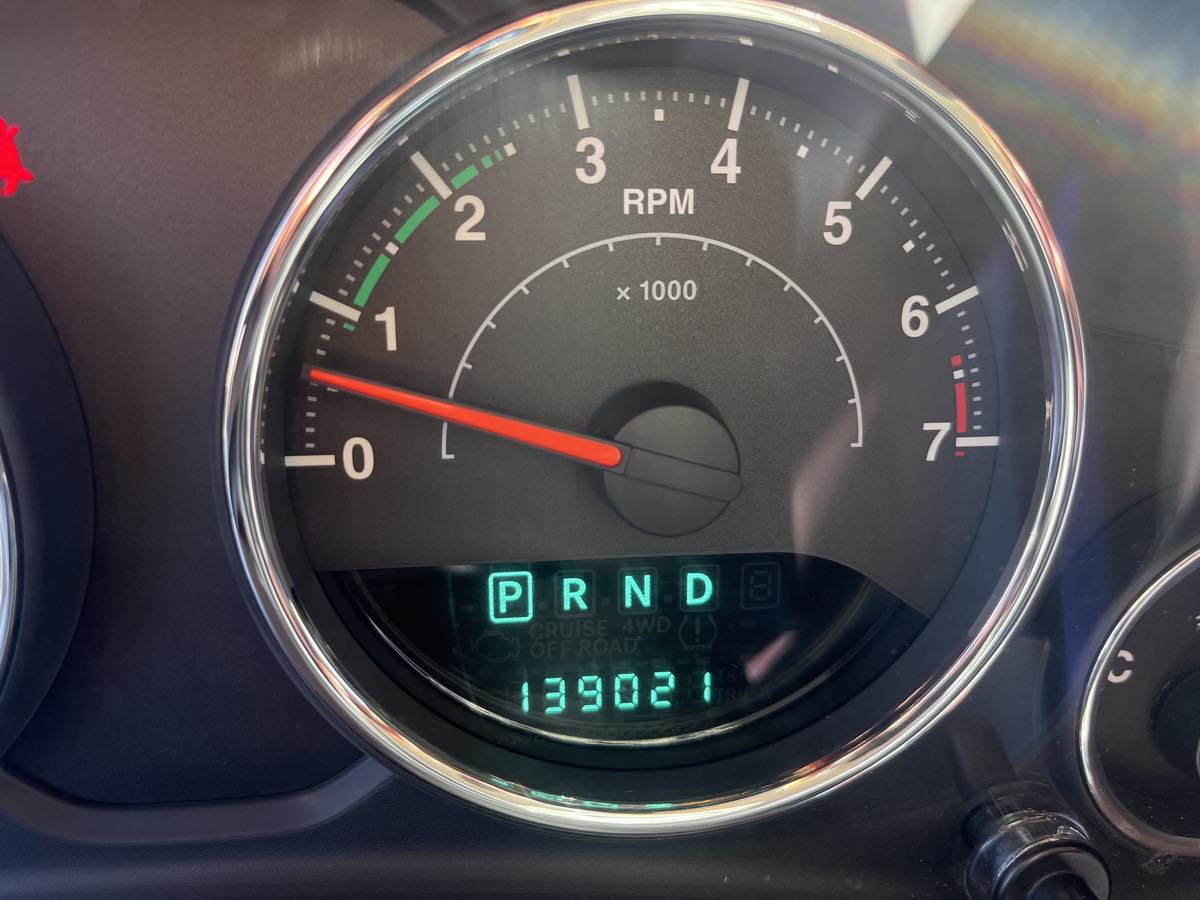 3 4
RPM
2 5
× 1000
1 6
0 7
P R N D
CRUISE 4WD
OFF ROAD
139021
C